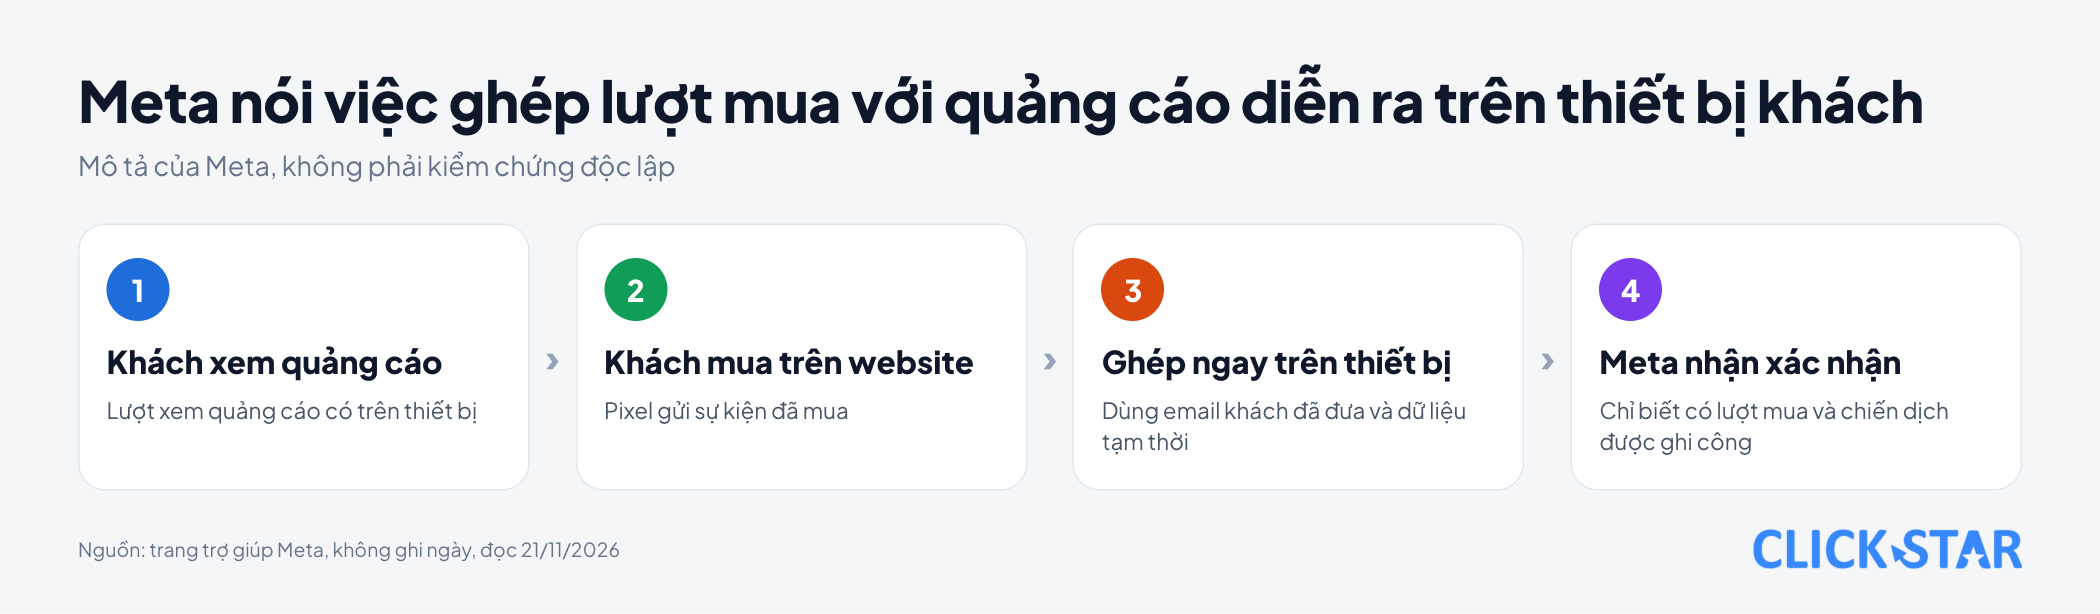 Meta nói việc ghép lượt mua với quảng cáo diễn ra trên thiết bị khách
Mô tả của Meta, không phải kiểm chứng độc lập
1
Khách xem quảng cáo
Lượt xem quảng cáo có trên thiết bị
›
2
Khách mua trên website
Pixel gửi sự kiện đã mua
›
3
Ghép ngay trên thiết bị
Dùng email khách đã đưa và dữ liệu
tạm thời
›
4
Meta nhận xác nhận
Chỉ biết có lượt mua và chiến dịch
được ghi công
Nguồn: trang trợ giúp Meta, không ghi ngày, đọc 21/11/2026
CLICK STAR